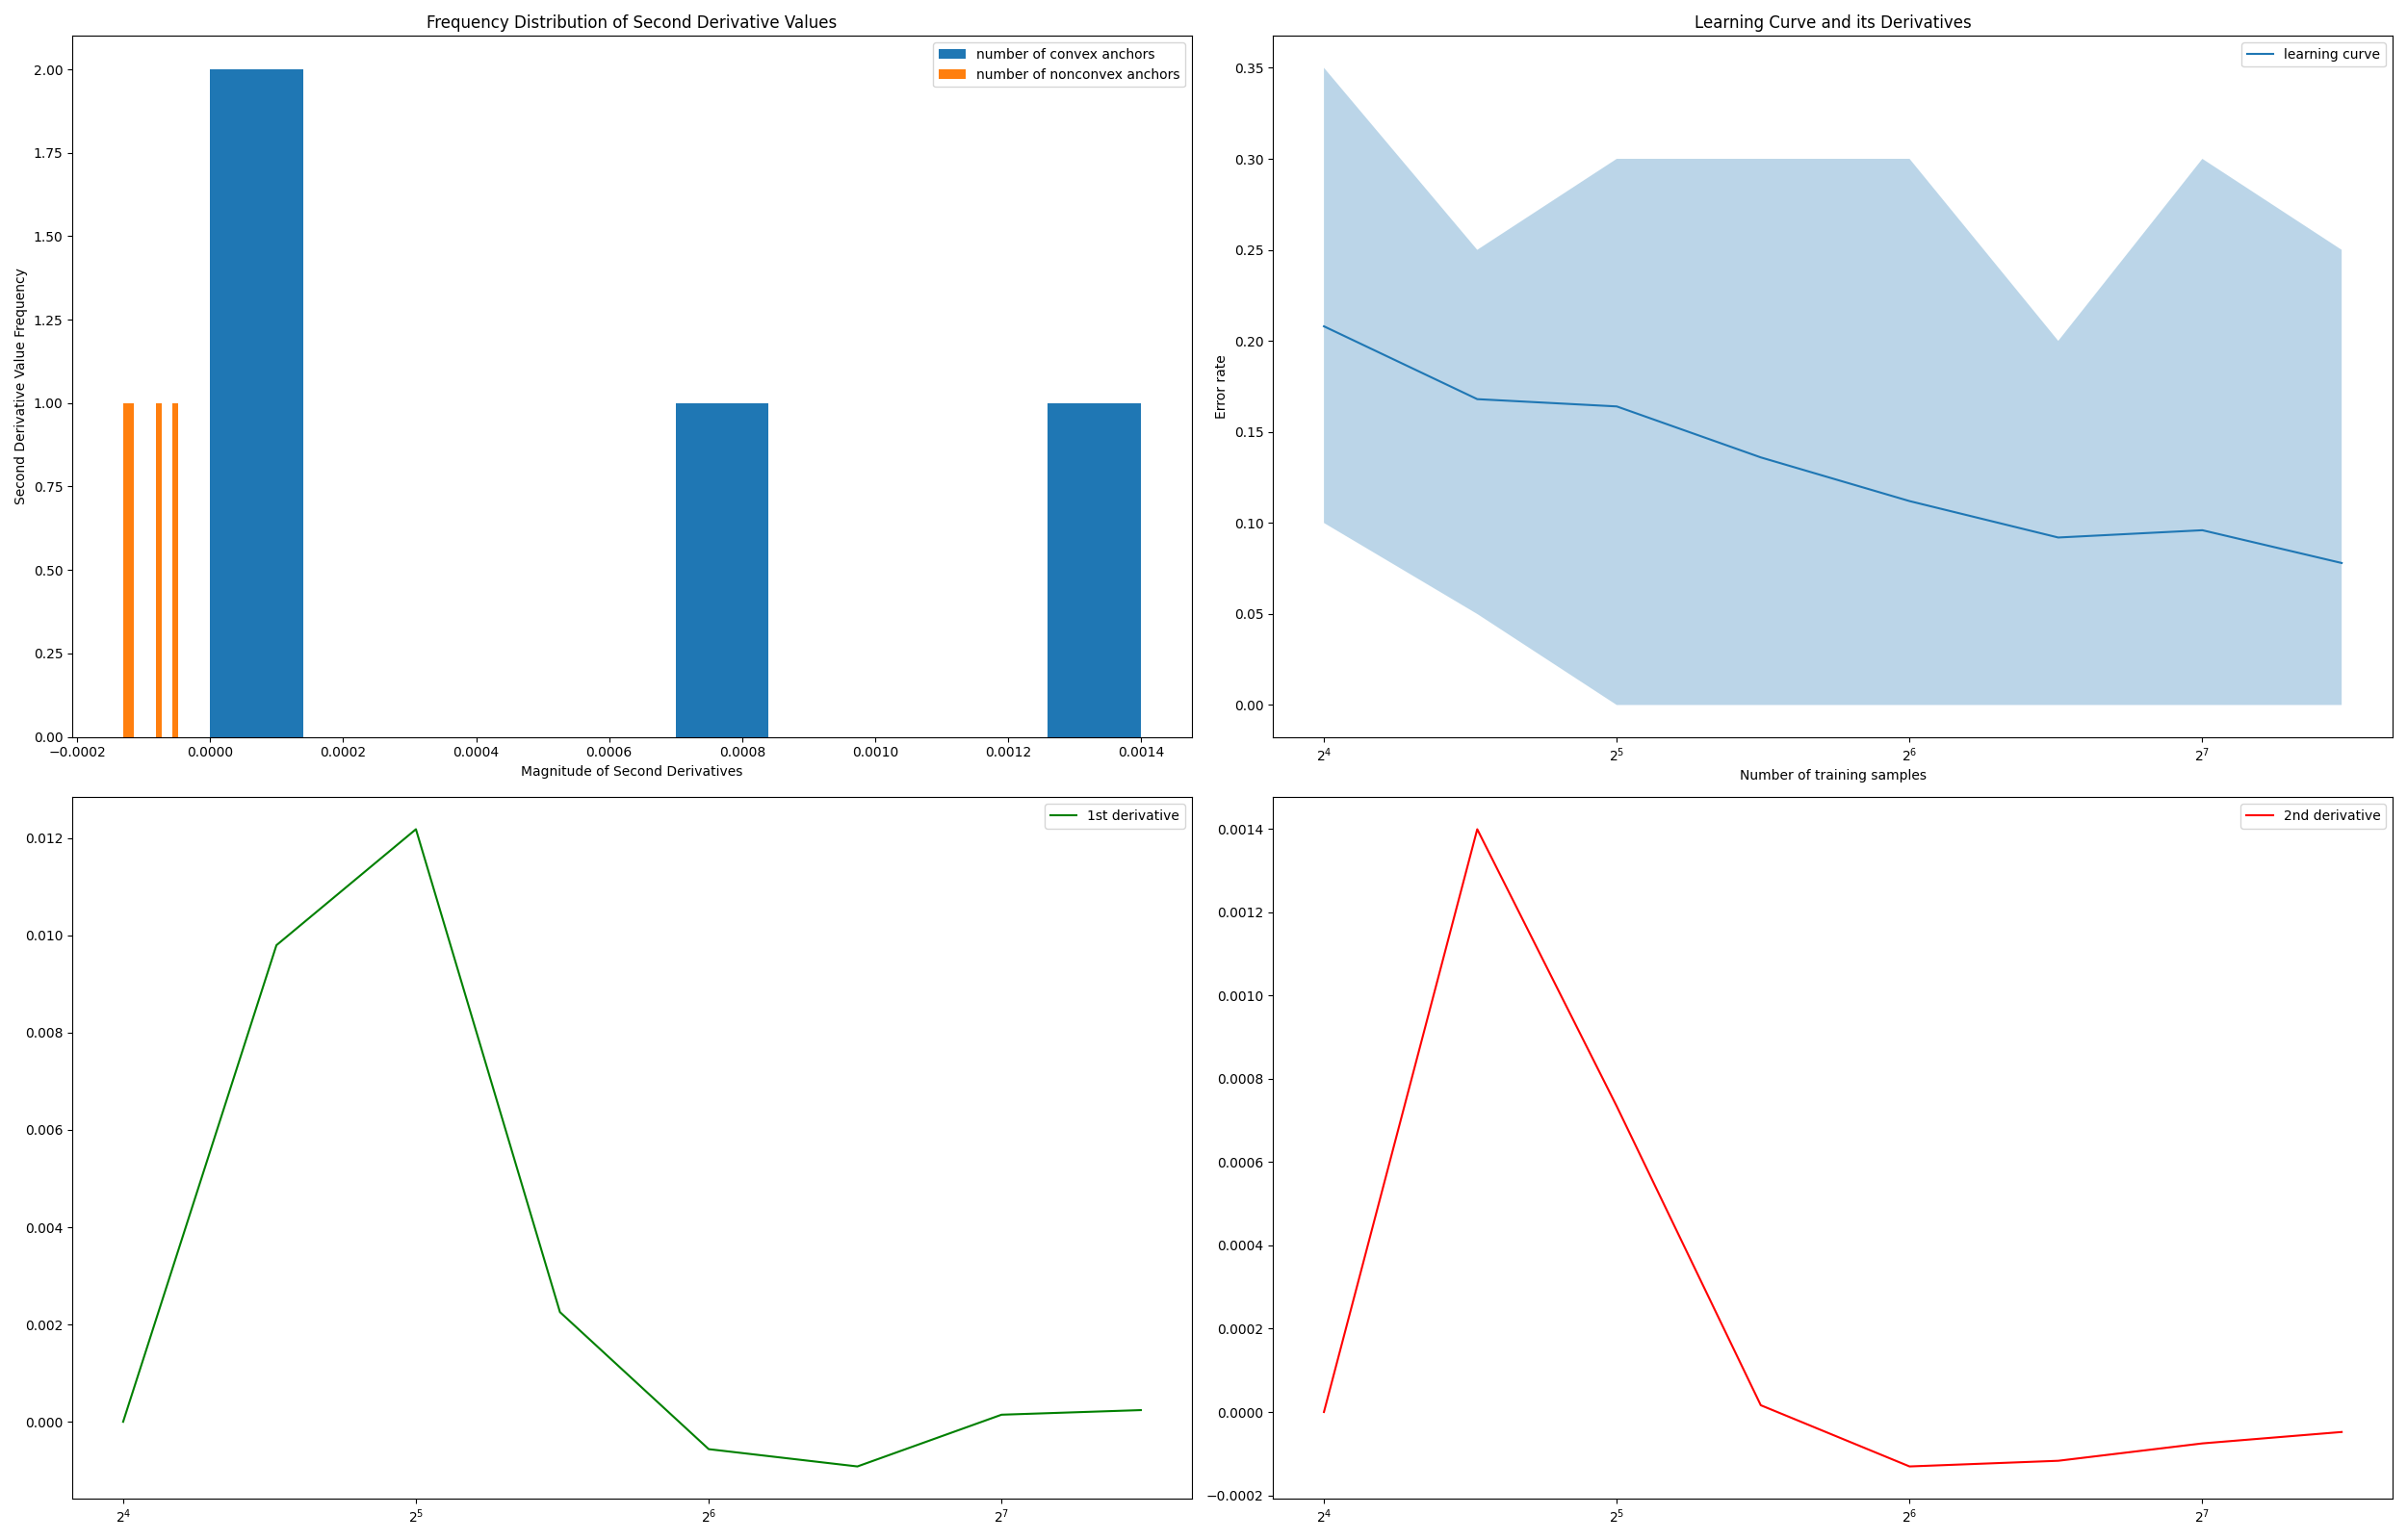 Frequency Distribution of Second Derivative Values
number of convex anchors
number of nonconvex anchors
Second Derivative Value Frequency
2.00
1.75
1.50
1.25
1.00
0.75
0.50
0.25
0.00
−0.0002 0.0000 0.0002 0.0004 0.0006 0.0008 0.0010 0.0012 0.0014
Magnitude of Second Derivatives
Learning Curve and its Derivatives
learning curve
Error rate
0.35
0.30
0.25
0.20
0.15
0.10
0.05
0.00
2⁴ 2⁵ 2⁶ 2⁷
Number of training samples
1st derivative
0.012
0.010
0.008
0.006
0.004
0.002
0.000
2⁴ 2⁵ 2⁶ 2⁷
2nd derivative
0.0014
0.0012
0.0010
0.0008
0.0006
0.0004
0.0002
0.0000
−0.0002
2⁴ 2⁵ 2⁶ 2⁷